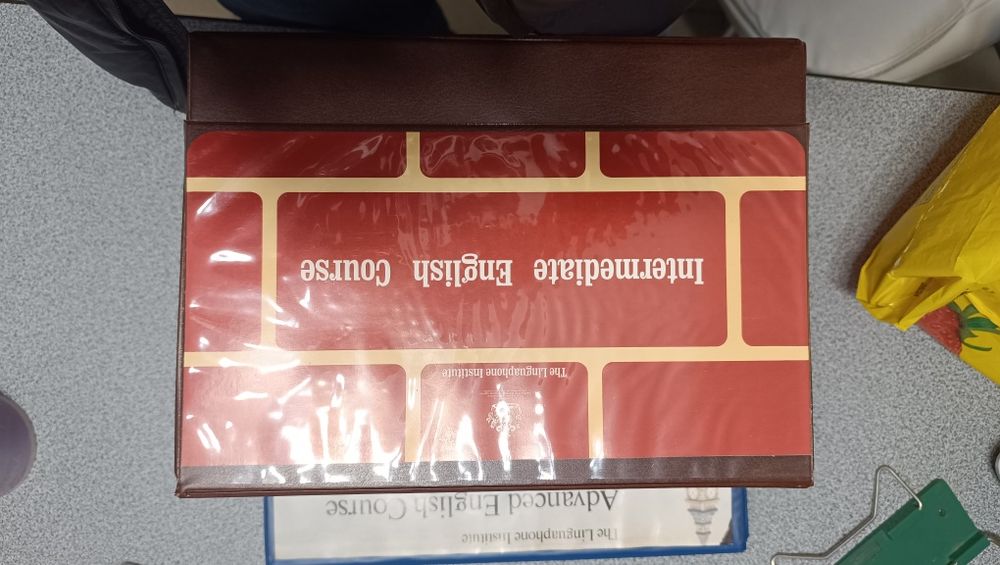 Intermediate English Course
The Linguaphone Institute
The Linguaphone Institute
Advanced English Course